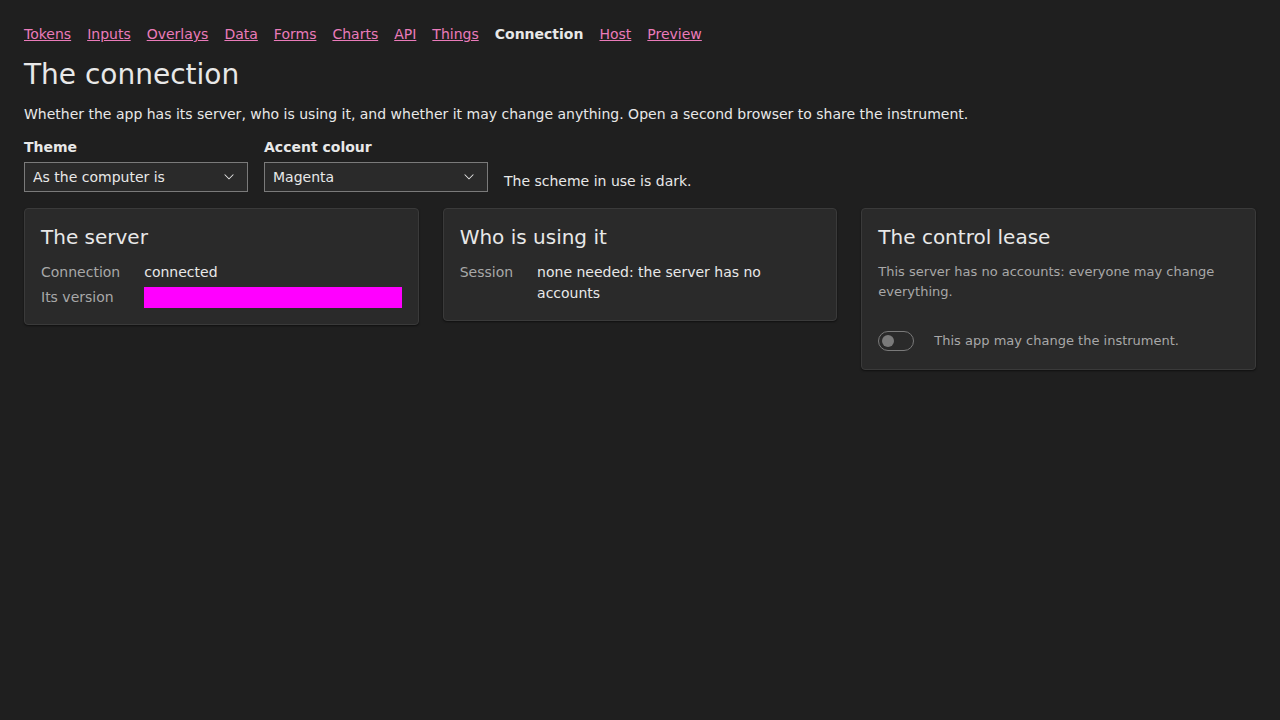 Tokens Inputs Overlays Data Forms Charts API Things Connection Host Preview
The connection
Whether the app has its server, who is using it, and whether it may change anything. Open a second browser to share the instrument.
Theme
As the computer is
Accent colour
Magenta
The scheme in use is dark.
The server
Connection connected
Its version
Who is using it
Session none needed: the server has no
accounts
The control lease
This server has no accounts: everyone may change
everything.
This app may change the instrument.